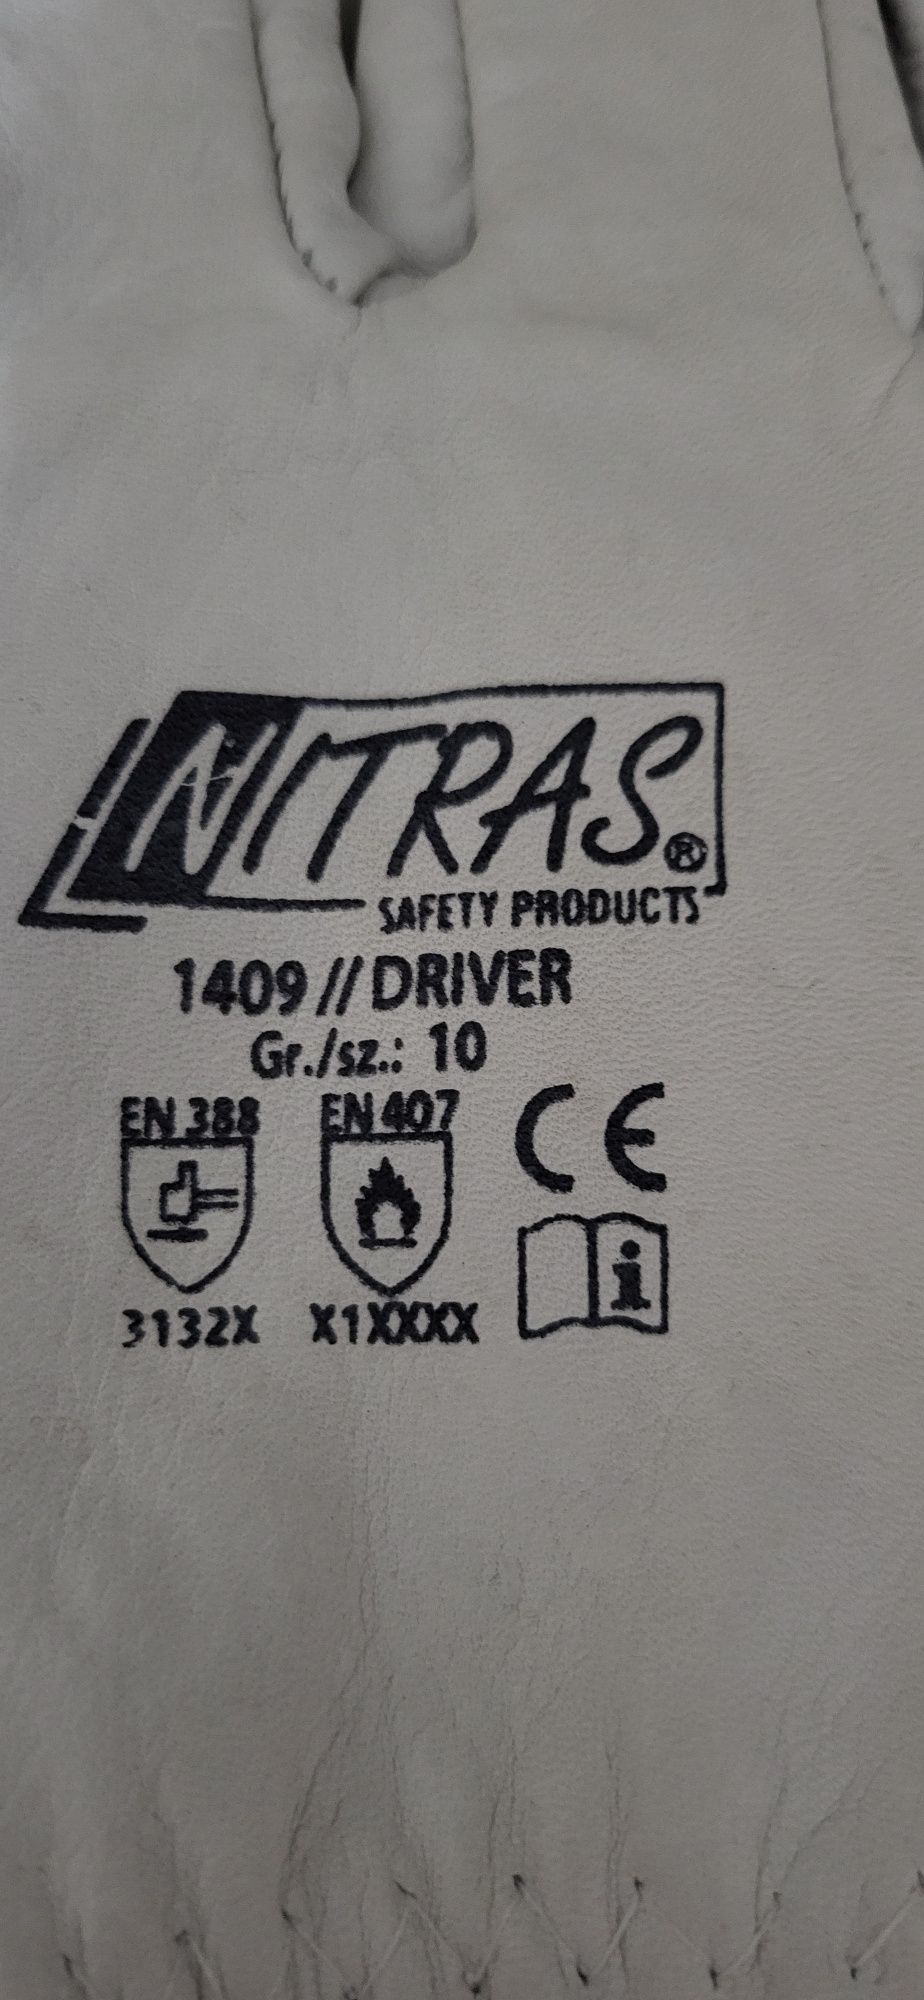 NITRAS®
SAFETY PRODUCTS
1409 // DRIVER
Gr./sz.: 10
EN 388 EN 407 CE
i
3132X X1XXXX